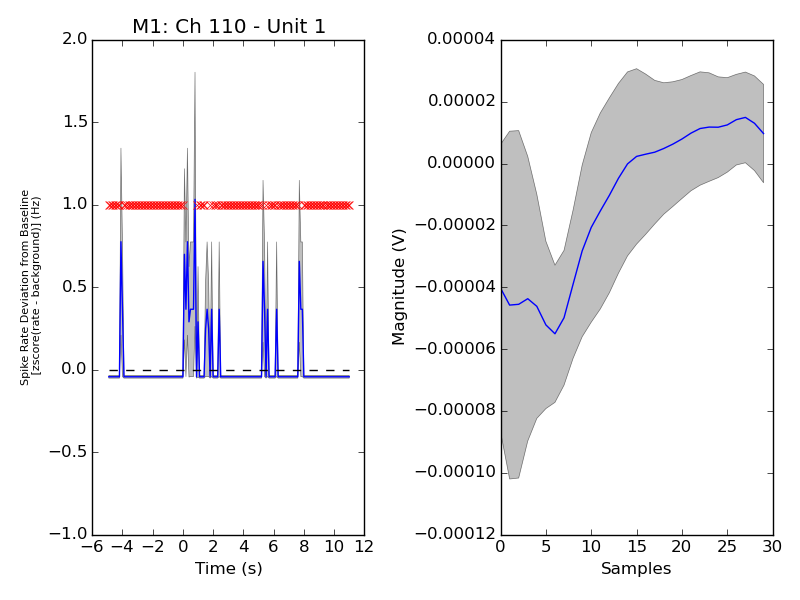 M1: Ch 110 - Unit 1
2.0
1.5
1.0
0.5
0.0
−0.5
−1.0
−6 −4 −2 0 2 4 6 8 10 12
Time (s)
Spike Rate Deviation from Baseline
[zscore(rate - background)] (Hz)
0.00004
0.00002
0.00000
−0.00002
−0.00004
−0.00006
−0.00008
−0.00010
−0.00012
0 5 10 15 20 25 30
Samples
Magnitude (V)